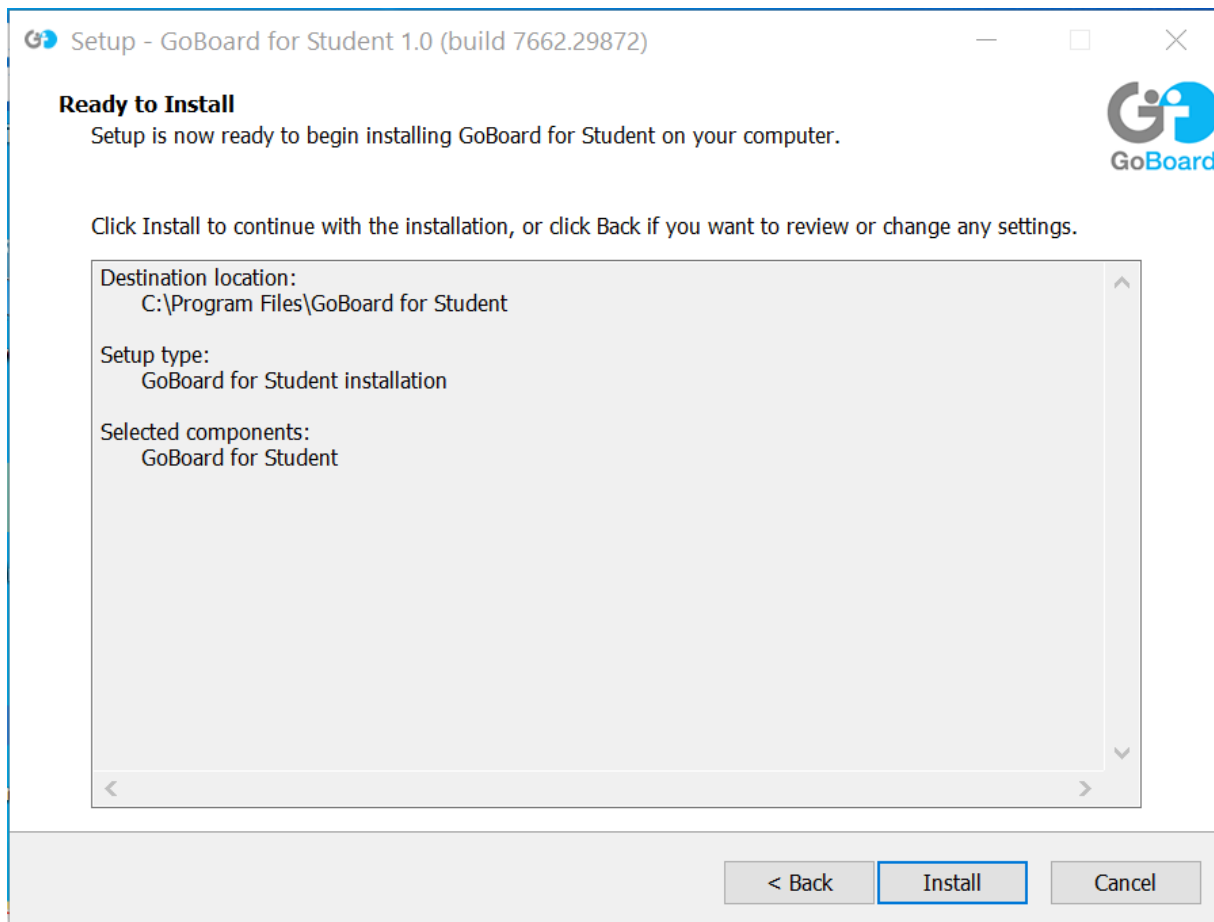 Setup - GoBoard for Student 1.0 (build 7662.29872)
Ready to Install
Setup is now ready to begin installing GoBoard for Student on your computer.
GoBoard
Click Install to continue with the installation, or click Back if you want to review or change any settings.
Destination location:
C:\Program Files\GoBoard for Student
Setup type:
GoBoard for Student installation
Selected components:
GoBoard for Student
< Back
Install
Cancel